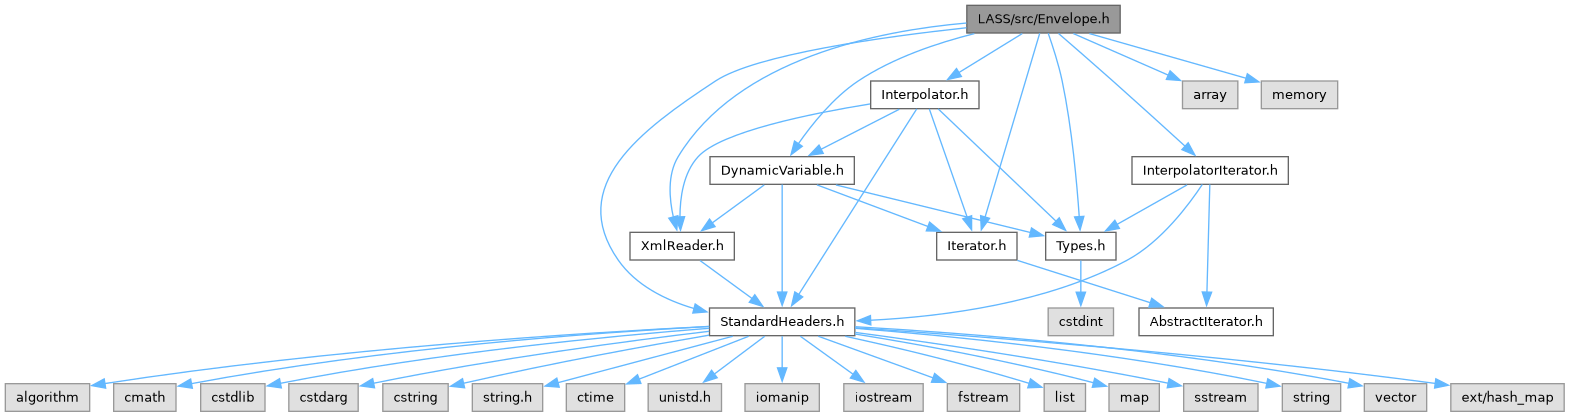 LASS/src/Envelope.h
Interpolator.h
array
memory
DynamicVariable.h
InterpolatorIterator.h
XmlReader.h
Iterator.h
Types.h
StandardHeaders.h
cstdint
AbstractIterator.h
algorithm
cmath
cstdlib
cstdarg
cstring
string.h
ctime
unistd.h
iomanip
iostream
fstream
list
map
sstream
string
vector
ext/hash_map